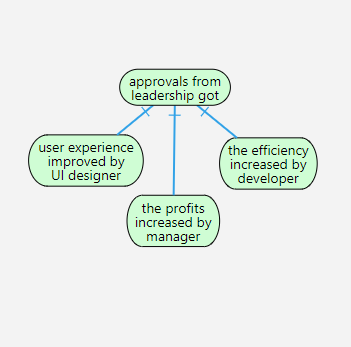 approvals from
leadership got
user experience
improved by
UI designer
the profits
increased by
manager
the efficiency
increased by
developer